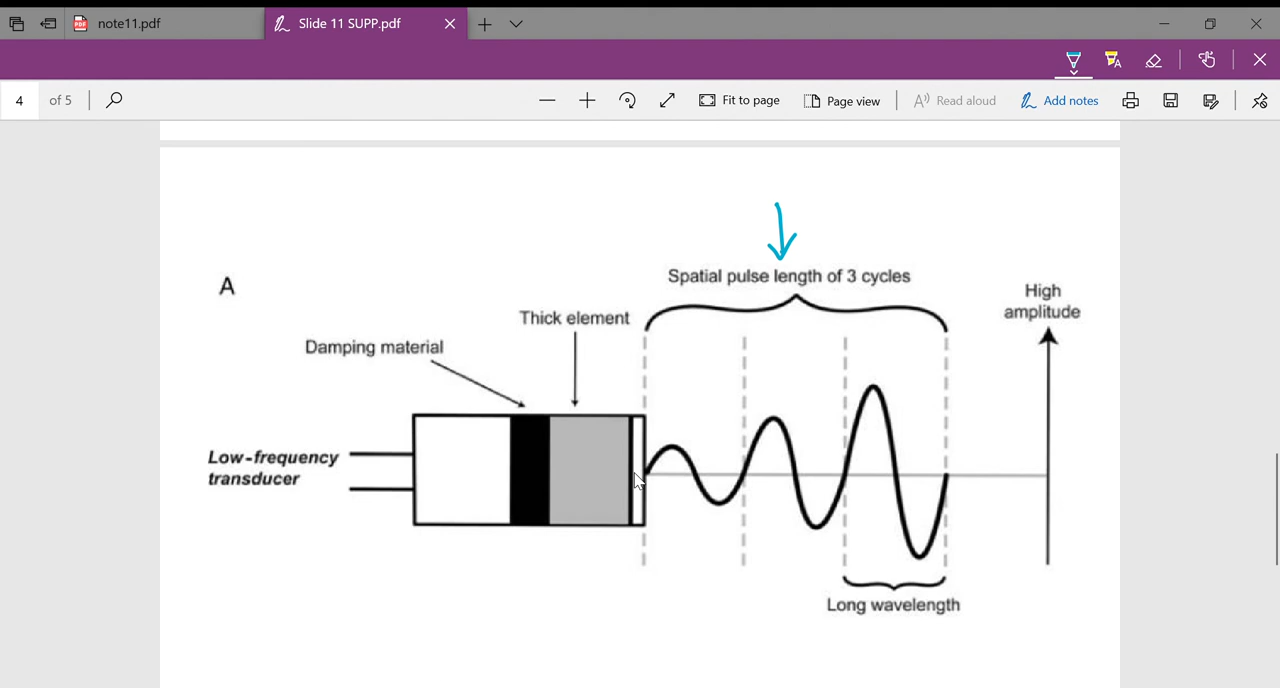 note11.pdf
Slide 11 SUPP.pdf
4 of 5
Fit to page
Page view
Read aloud
Add notes
A
Spatial pulse length of 3 cycles
High
amplitude
Thick element
Damping material
Low-frequency
transducer
Long wavelength